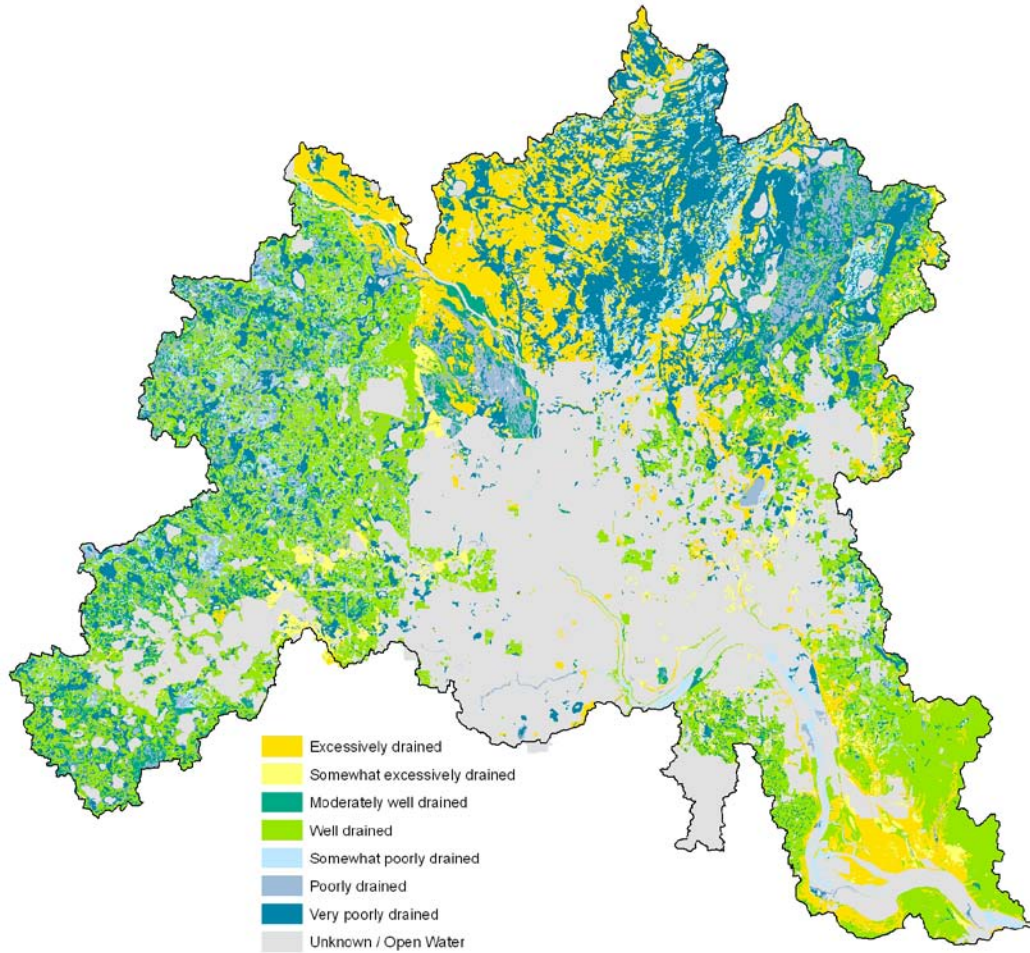 Excessively drained
Somewhat excessively drained
Moderately well drained
Well drained
Somewhat poorly drained
Poorly drained
Very poorly drained
Unknown / Open Water